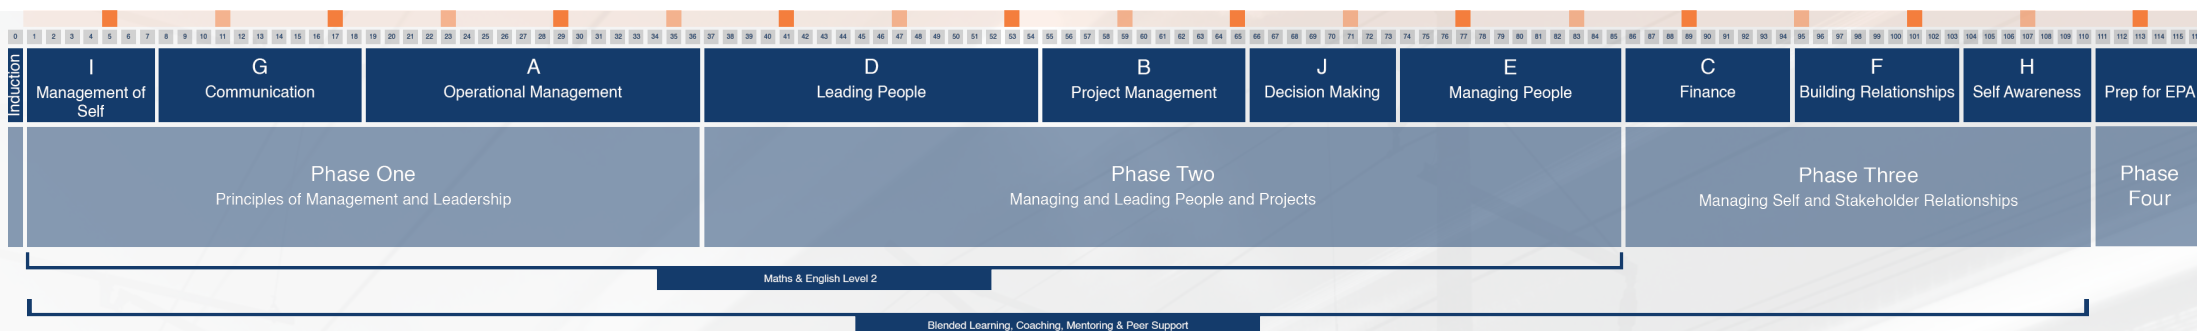 0 1 2 3 4 5 6 7 8 9 10 11 12 13 14 15 16 17 18 19 20 21 22 23 24 25 26 27 28 29 30 31 32 33 34 35 36 37 38 39 40 41 42 43 44 45 46 47 48 49 50 51 52 53 54 55 56 57 58 59 60 61 62 63 64 65 66 67 68 69 70 71 72 73 74 75 76 77 78 79 80 81 82 83 84 85 86 87 88 89 90 91 92 93 94 95 96 97 98 99 100 101 102 103 104 105 106 107 108 109 110 111 112 113 114 115
Induction
I
Management of
Self
G
Communication
A
Operational Management
D
Leading People
B
Project Management
J
Decision Making
E
Managing People
C
Finance
F
Building Relationships
H
Self Awareness
Prep for EPA
Phase One
Principles of Management and Leadership
Phase Two
Managing and Leading People and Projects
Phase Three
Managing Self and Stakeholder Relationships
Phase
Four
Maths & English Level 2
Blended Learning, Coaching, Mentoring & Peer Support